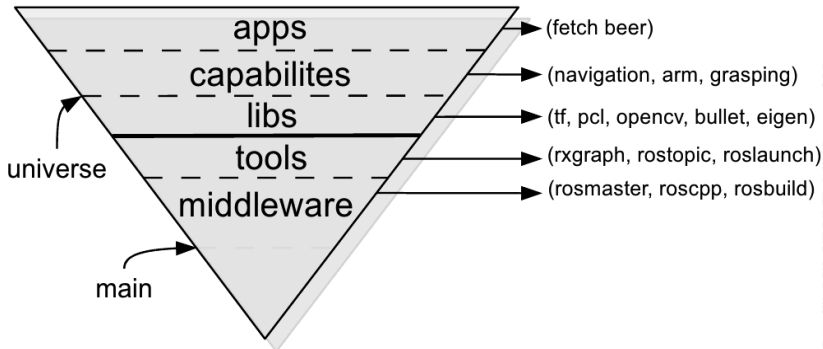 apps
(fetch beer)
capabilites
(navigation, arm, grasping)
libs
(tf, pcl, opencv, bullet, eigen)
universe
tools
(rxgraph, rostopic, roslaunch)
middleware
(rosmaster, roscpp, rosbuild)
main